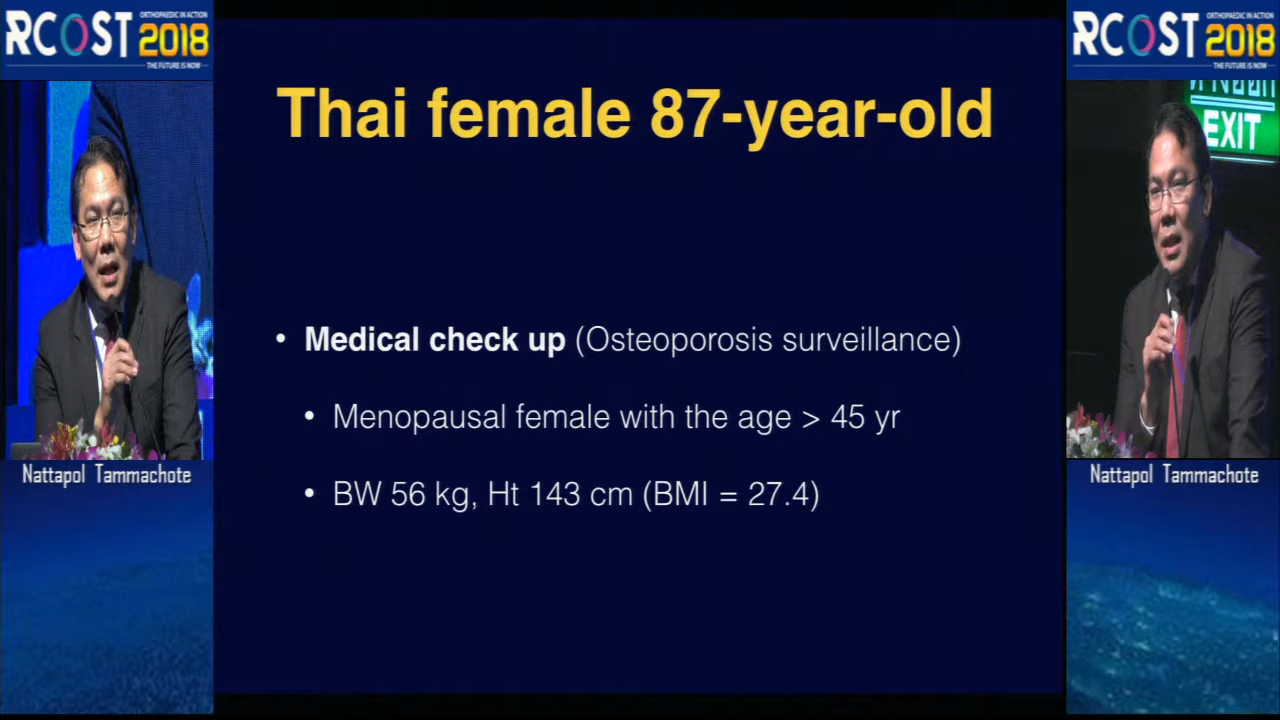 ORTHOPAEDIC IN ACTION
RCOST 2018
THE FUTURE IS NOW
Nattapol Tammachote
Thai female 87-year-old
• Medical check up (Osteoporosis surveillance)
• Menopausal female with the age > 45 yr
• BW 56 kg, Ht 143 cm (BMI = 27.4)
ORTHOPAEDIC IN ACTION
RCOST 2018
THE FUTURE IS NOW
EXIT
Nattapol Tammachote